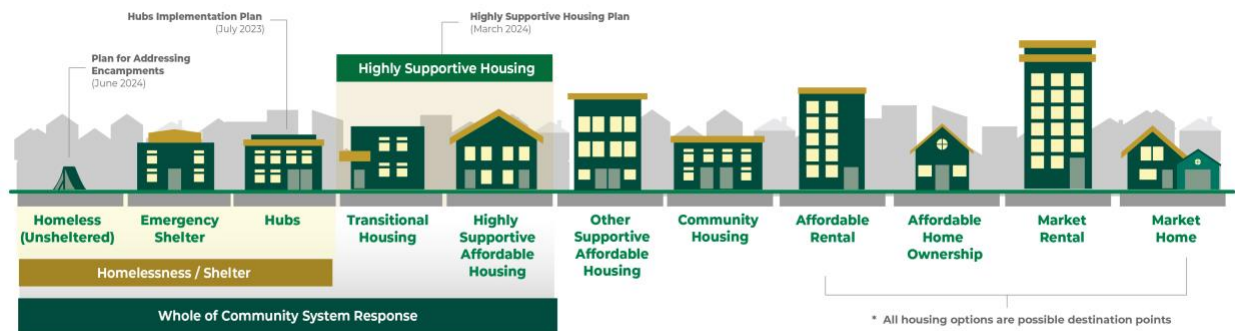 Hubs Implementation Plan
(July 2023)
Highly Supportive Housing Plan
(March 2024)
Plan for Addressing
Encampments
(June 2024)
Highly Supportive Housing
Homeless
(Unsheltered)
Emergency
Shelter
Hubs
Transitional
Housing
Highly
Supportive
Affordable
Housing
Other
Supportive
Affordable
Housing
Community
Housing
Affordable
Rental
Affordable
Home
Ownership
Market
Rental
Market
Home
Homelessness / Shelter
Whole of Community System Response
* All housing options are possible destination points